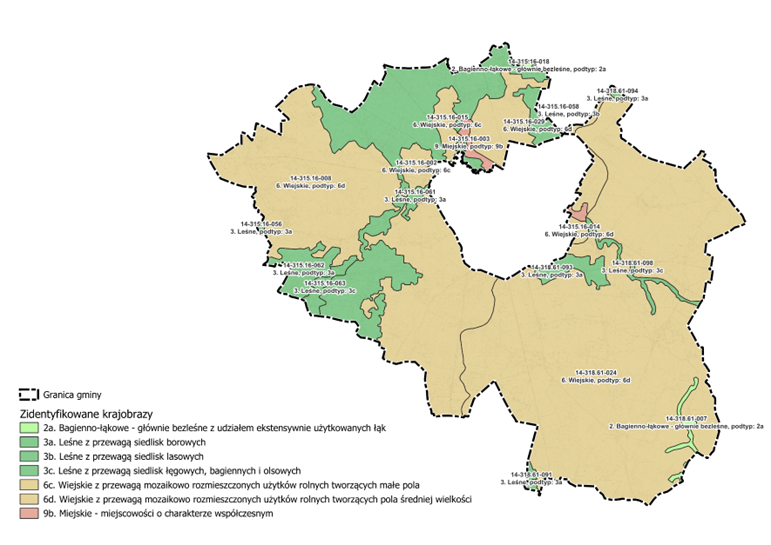 14-315.16-018
2. Bagienno-łąkowe - głównie bezleśne, podtyp: 2a
14-318.61-094
3. Leśne, podtyp: 3a
14-315.16-058
3. Leśne, podtyp: 3b
14-315.16-015
6. Wiejskie, podtyp: 6c
14-315.16-029
6. Wiejskie, podtyp: 6d
14-315.16-003
9. Miejskie, podtyp: 9b
14-315.16-002
6. Wiejskie, podtyp: 6c
14-315.16-008
6. Wiejskie, podtyp: 6d
14-315.16-061
3. Leśne, podtyp: 3a
14-315.16-056
3. Leśne, podtyp: 3a
14-315.16-014
6. Wiejskie, podtyp: 6d
14-315.16-062
3. Leśne, podtyp: 3a
14-318.61-093
3. Leśne, podtyp: 3a
14-318.61-098
3. Leśne, podtyp: 3c
14-315.16-063
3. Leśne, podtyp: 3c
14-318.61-024
6. Wiejskie, podtyp: 6d
14-318.61-007
2. Bagienno-łąkowe - głównie bezleśne, podtyp: 2a
14-318.61-091
3. Leśne, podtyp: 3a
Granica gminy
Zidentyfikowane krajobrazy
2a. Bagienno-łąkowe - głównie bezleśne z udziałem ekstensywnie użytkowanych łąk
3a. Leśne z przewagą siedlisk borowych
3b. Leśne z przewagą siedlisk lasowych
3c. Leśne z przewagą siedlisk łęgowych, bagiennych i olsowych
6c. Wiejskie z przewagą mozaikowo rozmieszczonych użytków rolnych tworzących małe pola
6d. Wiejskie z przewagą mozaikowo rozmieszczonych użytków rolnych tworzących pola średniej wielkości
9b. Miejskie - miejscowości o charakterze współczesnym